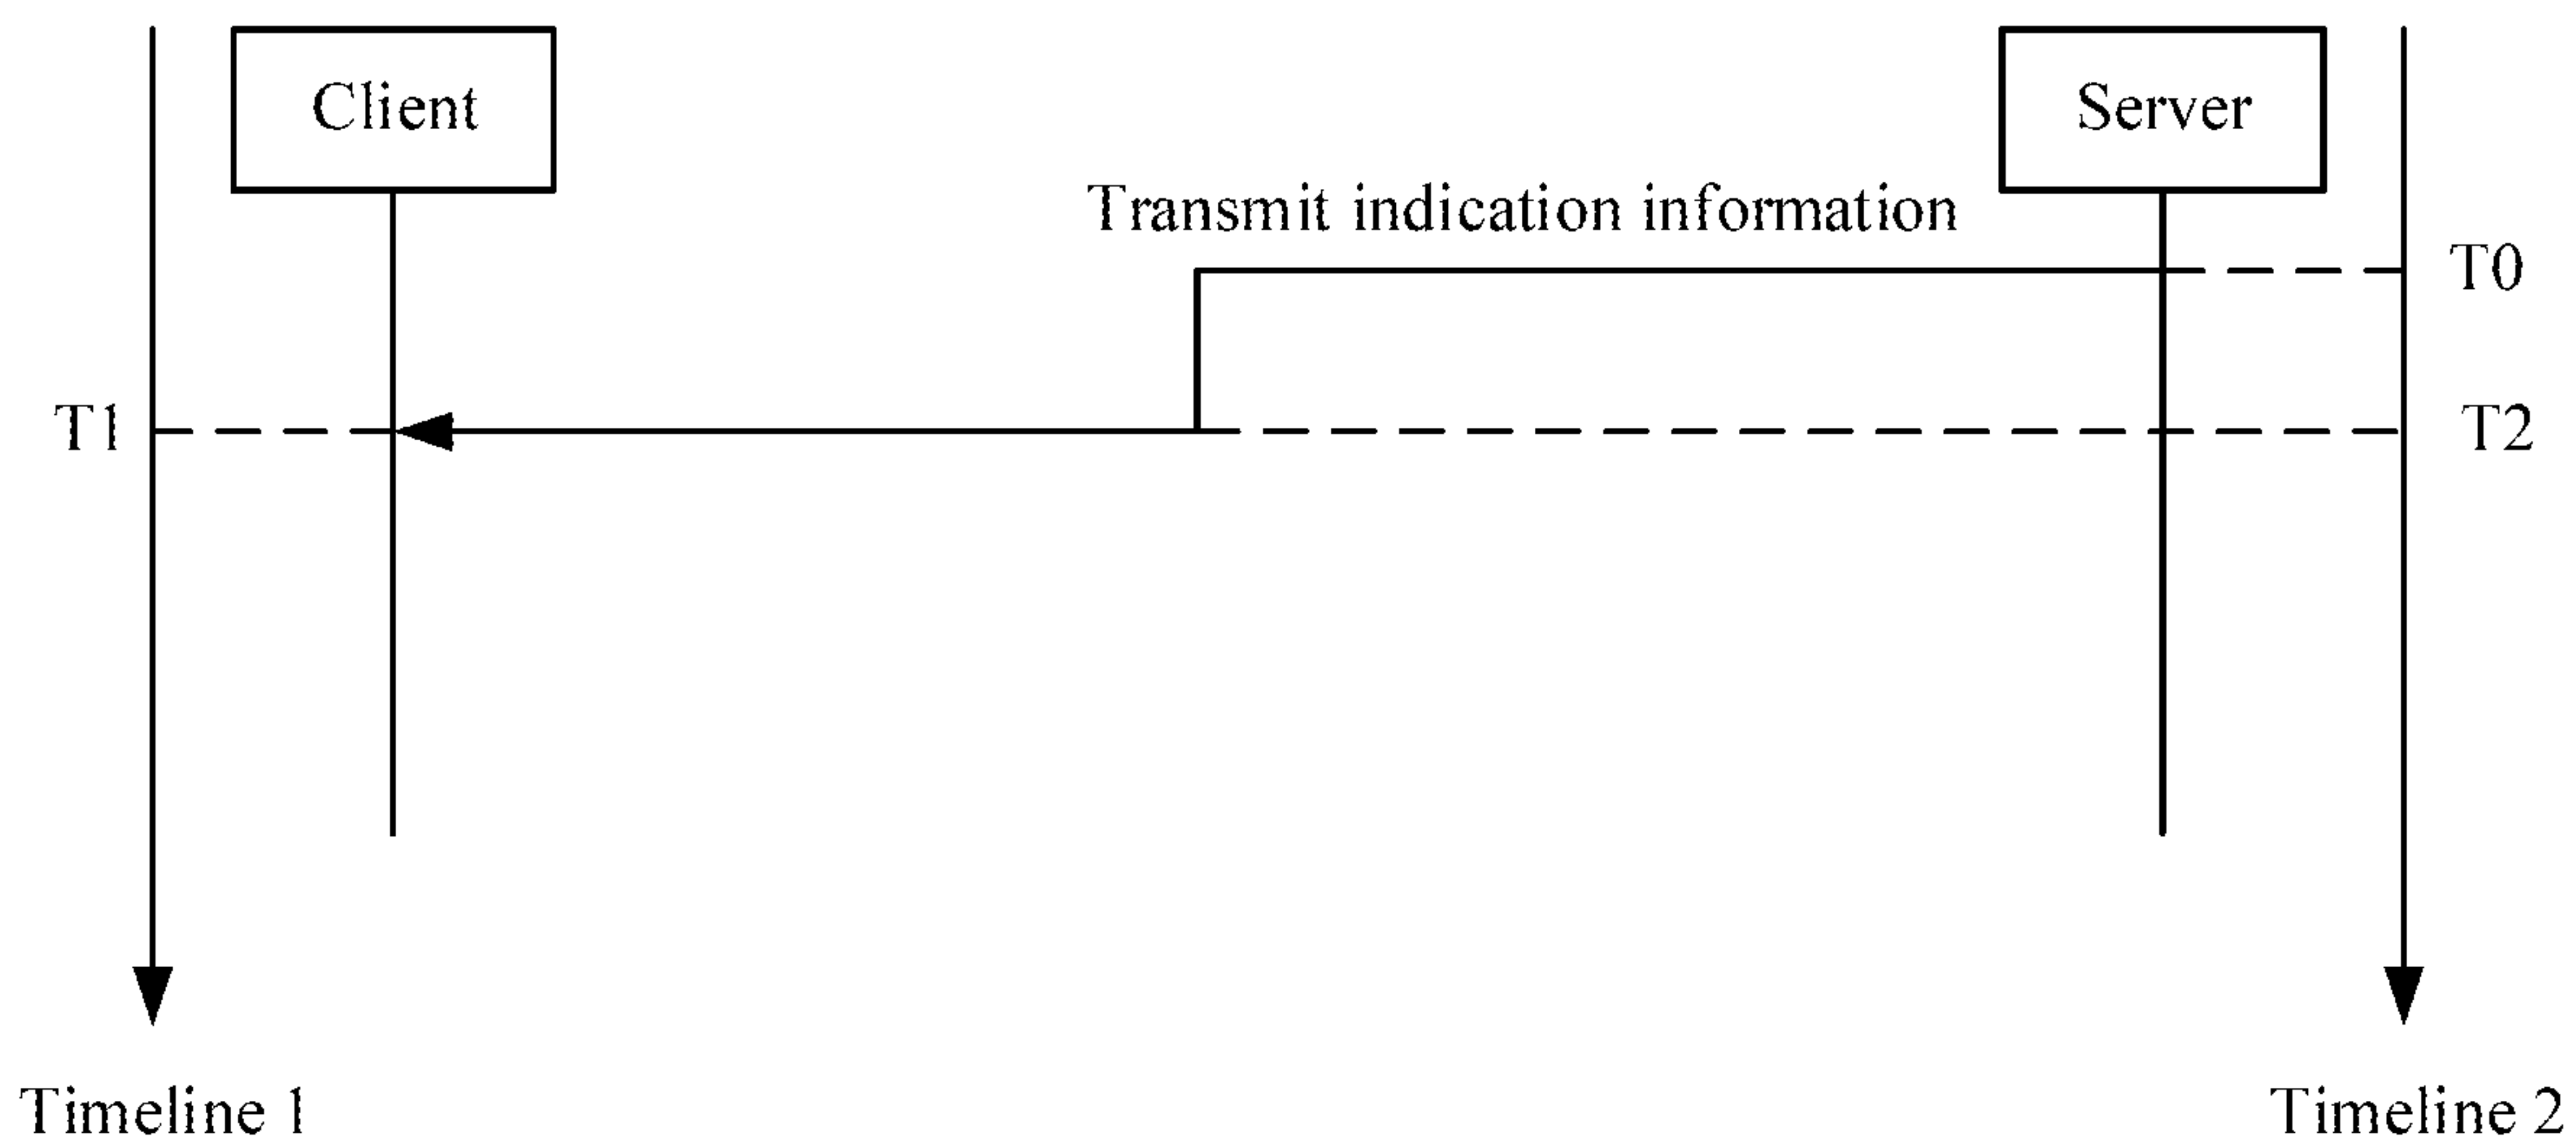 Client
Server
Transmit indication information
T0
T1
T2
Timeline 1
Timeline 2